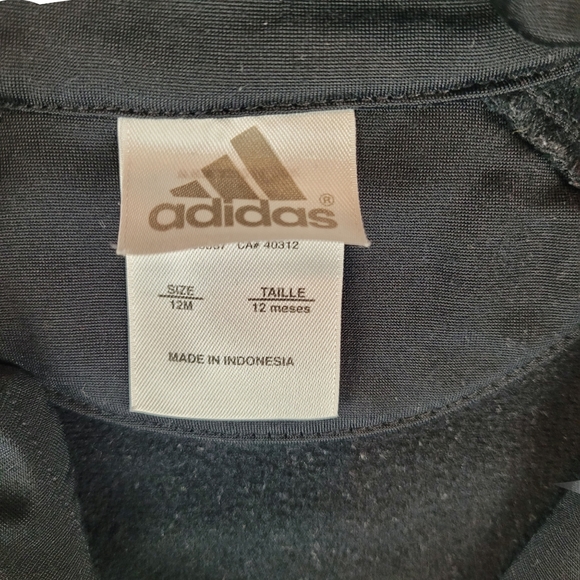 adidas®
CA# 40312
SIZE TAILLE
12M 12 meses
MADE IN INDONESIA